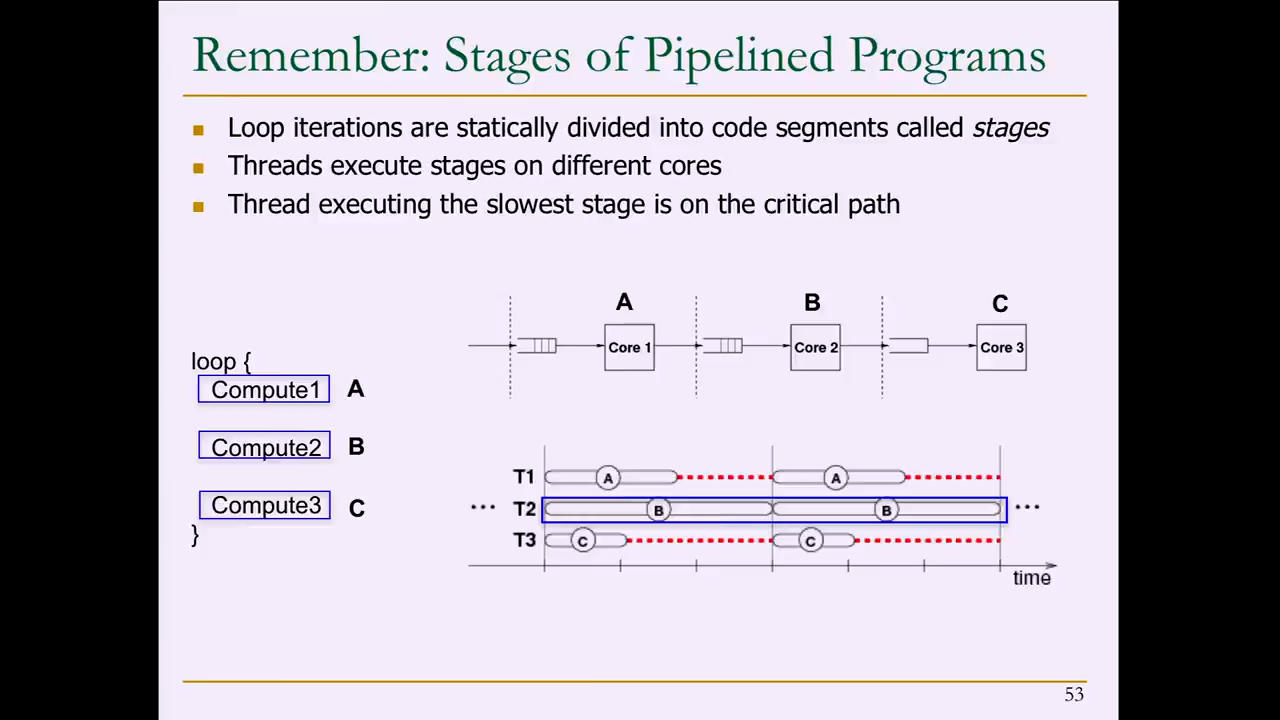 Remember: Stages of Pipelined Programs
Loop iterations are statically divided into code segments called stages
Threads execute stages on different cores
Thread executing the slowest stage is on the critical path
A B C
Core 1 Core 2 Core 3
loop {
Compute1 A
Compute2 B
Compute3 C
}
T1 A A
... T2 B B ...
T3 C C
time
53